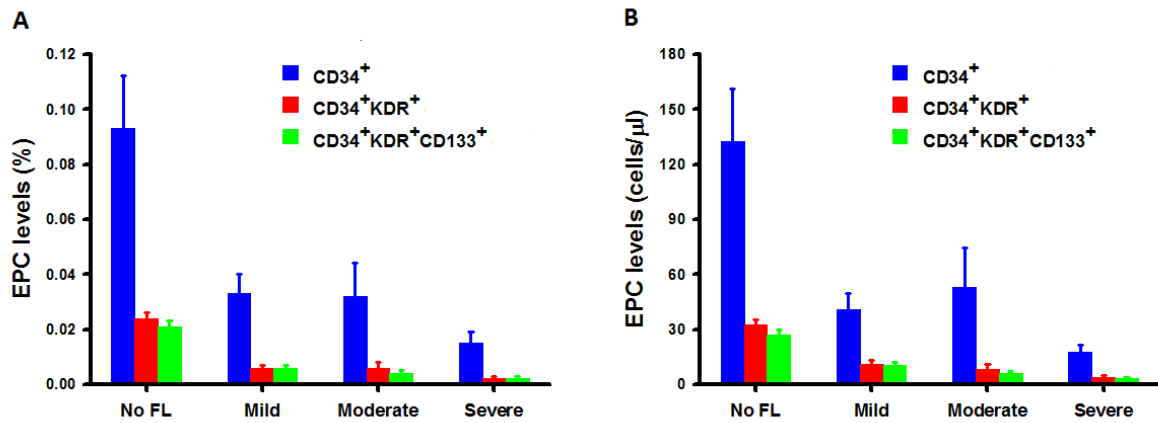 A
EPC levels (%)
0.12
0.10
0.08
0.06
0.04
0.02
0.00
CD34+
CD34+KDR+
CD34+KDR+CD133+
No FL Mild Moderate Severe
B
EPC levels (cells/µl)
180
150
120
90
60
30
0
CD34+
CD34+KDR+
CD34+KDR+CD133+
No FL Mild Moderate Severe